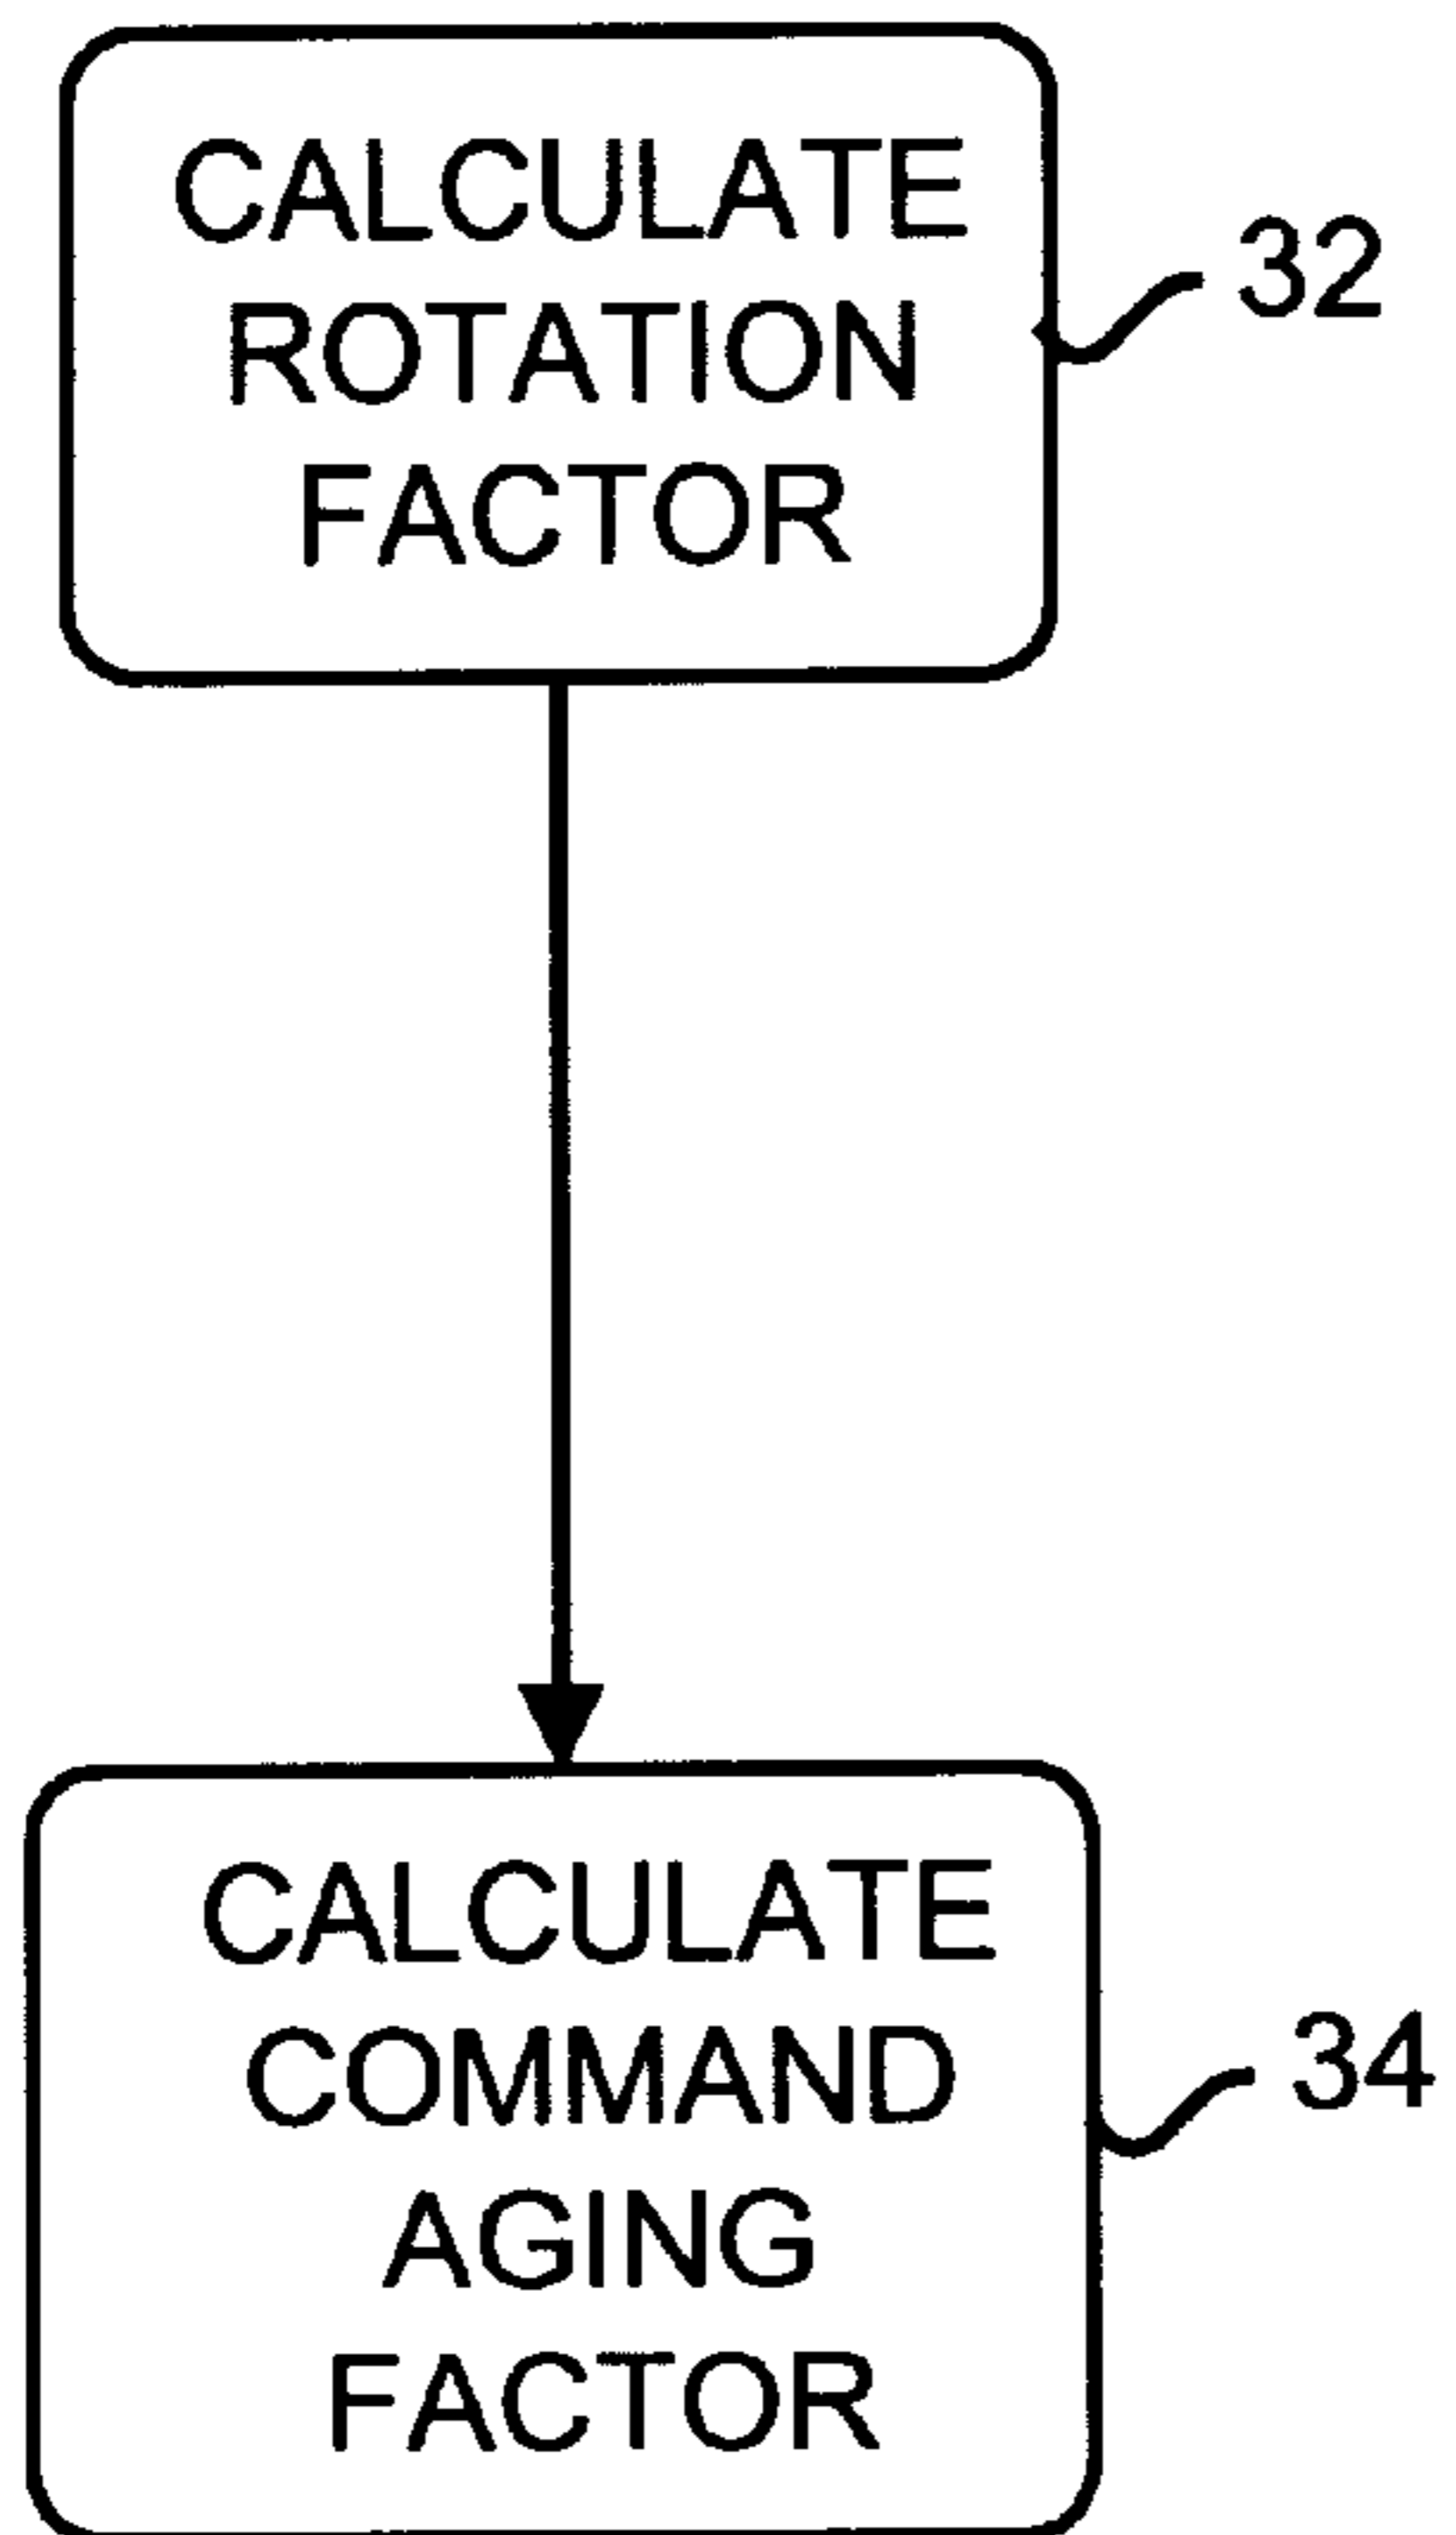 CALCULATE
ROTATION
FACTOR
32
CALCULATE
COMMAND
AGING
FACTOR
34